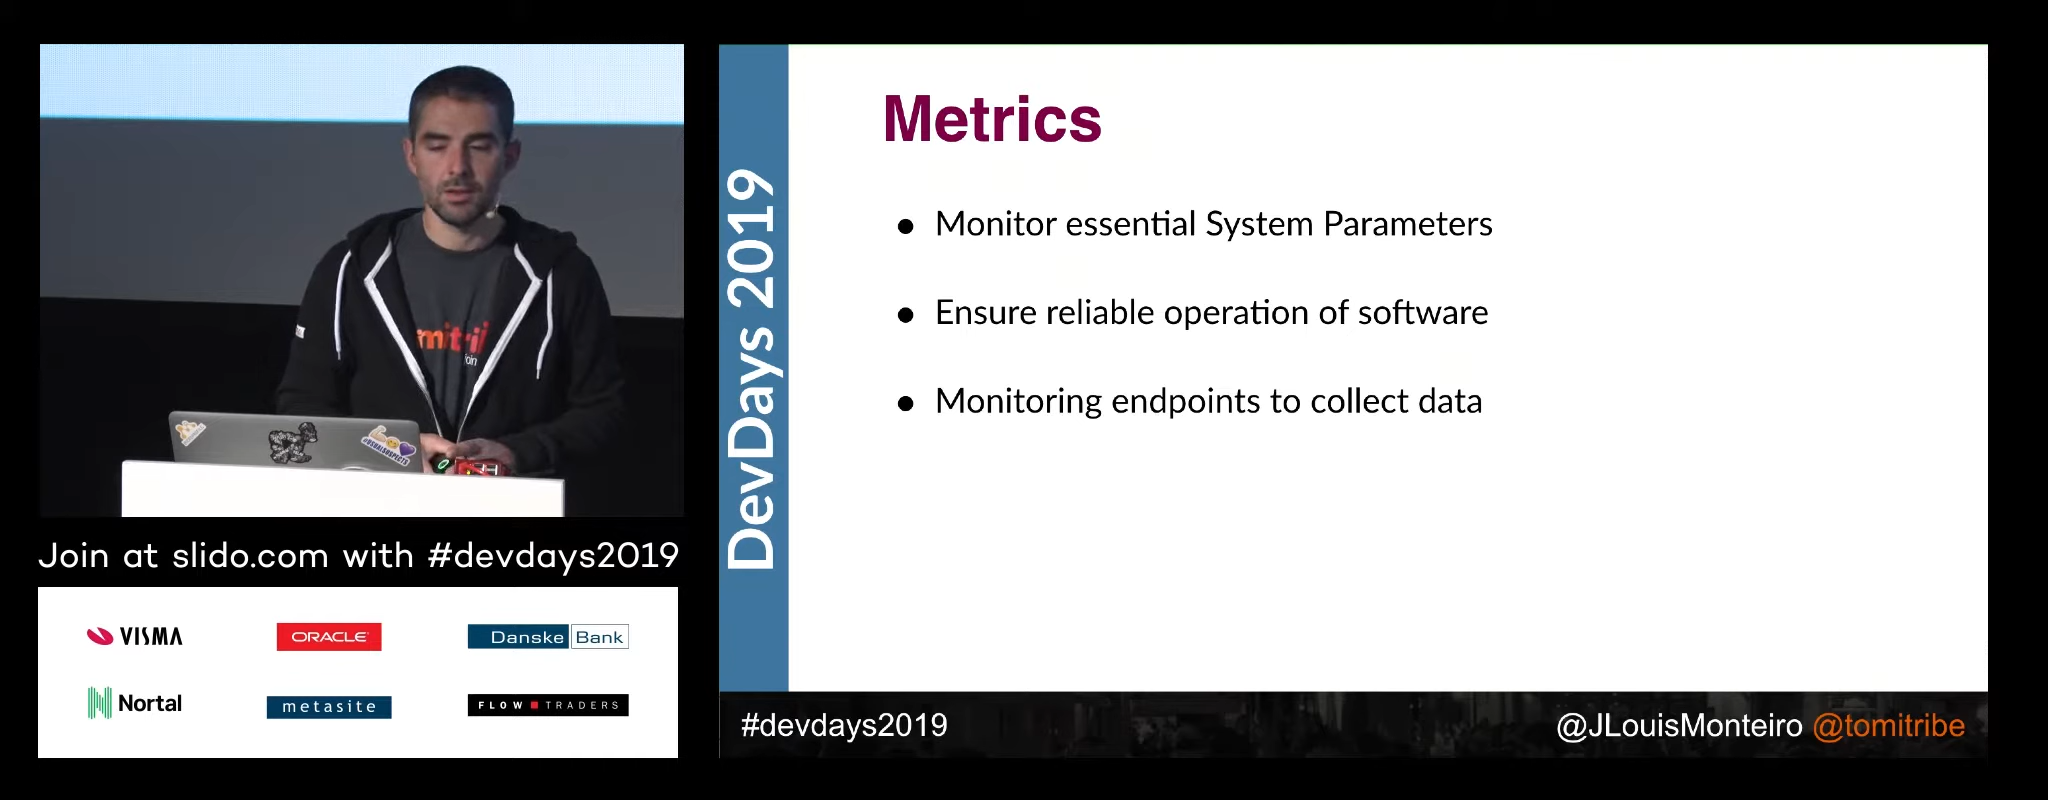 Join at slido.com with #devdays2019
VISMA
ORACLE
Danske Bank
Nortal
metasite
FLOW TRADERS
DevDays 2019
Metrics
● Monitor essential System Parameters
● Ensure reliable operation of software
● Monitoring endpoints to collect data
#devdays2019
@JLouisMonteiro @tomitribe